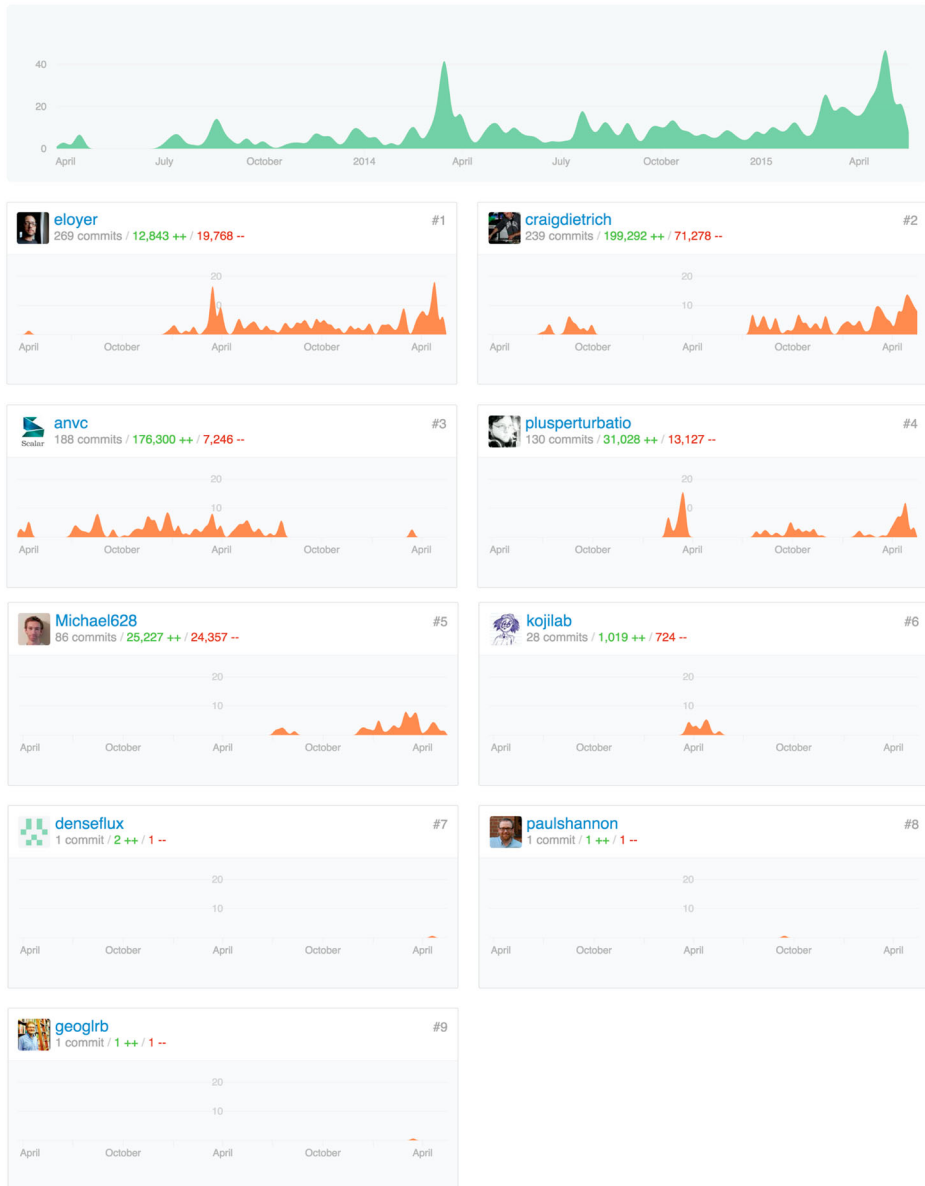 40
20
0
April July October 2014 April July October 2015 April
eloyer #1
269 commits / 12,843 ++ / 19,768 --
20
0
April October April October April
craigdietrich #2
239 commits / 199,292 ++ / 71,278 --
20
10
April October April October April
Scalar
anvc #3
188 commits / 176,300 ++ / 7,246 --
20
10
April October April October April
plusperturbatio #4
130 commits / 31,028 ++ / 13,127 --
20
0
April October April October April
Michael628 #5
86 commits / 25,227 ++ / 24,357 --
20
10
April October April October April
kojilab #6
28 commits / 1,019 ++ / 724 --
20
10
April October April October April
denseflux #7
1 commit / 2 ++ / 1 --
20
10
April October April October April
paulshannon #8
1 commit / 1 ++ / 1 --
20
10
April October April October April
geoglrb #9
1 commit / 1 ++ / 1 --
20
10
April October April October April